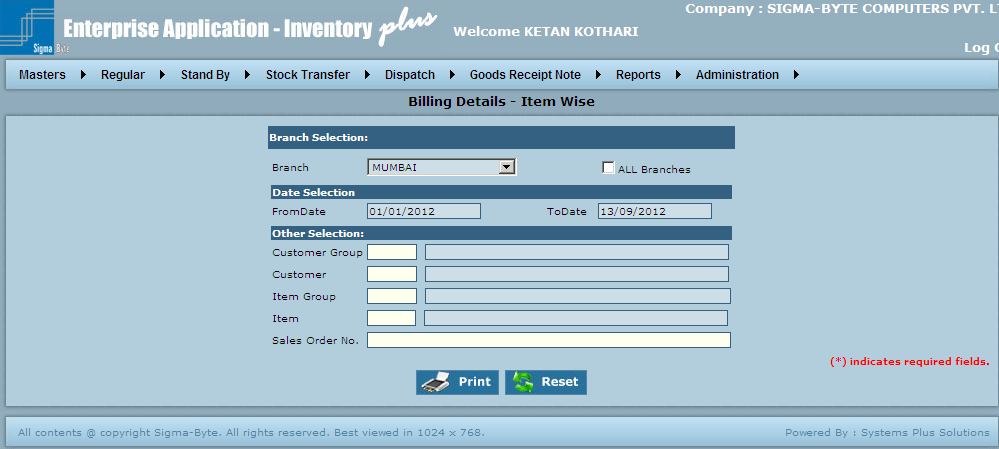 Company : SIGMA-BYTE COMPUTERS PVT.
Sigma Byte
Enterprise Application - Inventory plus
Welcome KETAN KOTHARI
Log
Masters Regular Stand By Stock Transfer Dispatch Goods Receipt Note Reports Administration
Billing Details - Item Wise
Branch Selection:
Branch MUMBAI ALL Branches
Date Selection
FromDate 01/01/2012 ToDate 13/09/2012
Other Selection:
Customer Group
Customer
Item Group
Item
Sales Order No.
(*) indicates required fields.
Print Reset
All contents @ copyright Sigma-Byte. All rights reserved. Best viewed in 1024 x 768. Powered By : Systems Plus Solutions